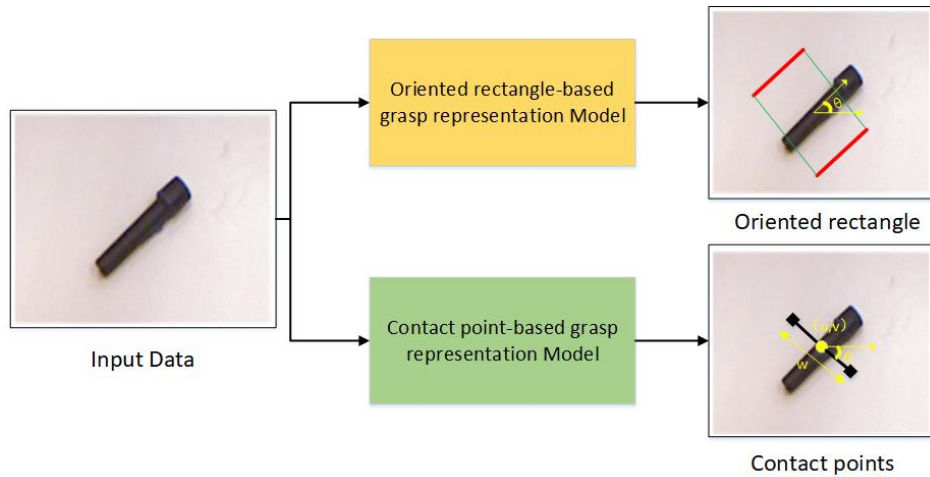 Oriented rectangle-based
grasp representation Model
θ
Oriented rectangle
Input Data
Contact point-based grasp
representation Model
(u,v)
w
Contact points